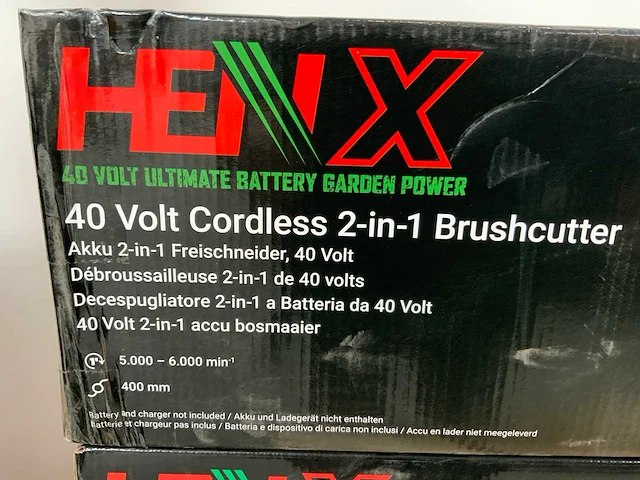 HENX
40 VOLT ULTIMATE BATTERY GARDEN POWER
40 Volt Cordless 2-in-1 Brushcutter
Akku 2-in-1 Freischneider, 40 Volt
Débroussailleuse 2-in-1 de 40 volts
Decespugliatore 2-in-1 a Batteria da 40 Volt
40 Volt 2-in-1 accu bosmaaier
5.000 – 6.000 min⁻¹
400 mm
Battery and charger not included / Akku und Ladegerät nicht enthalten
Batterie et chargeur pas inclus / Batteria e dispositivo di carica non inclusi / Accu en lader niet meegeleverd